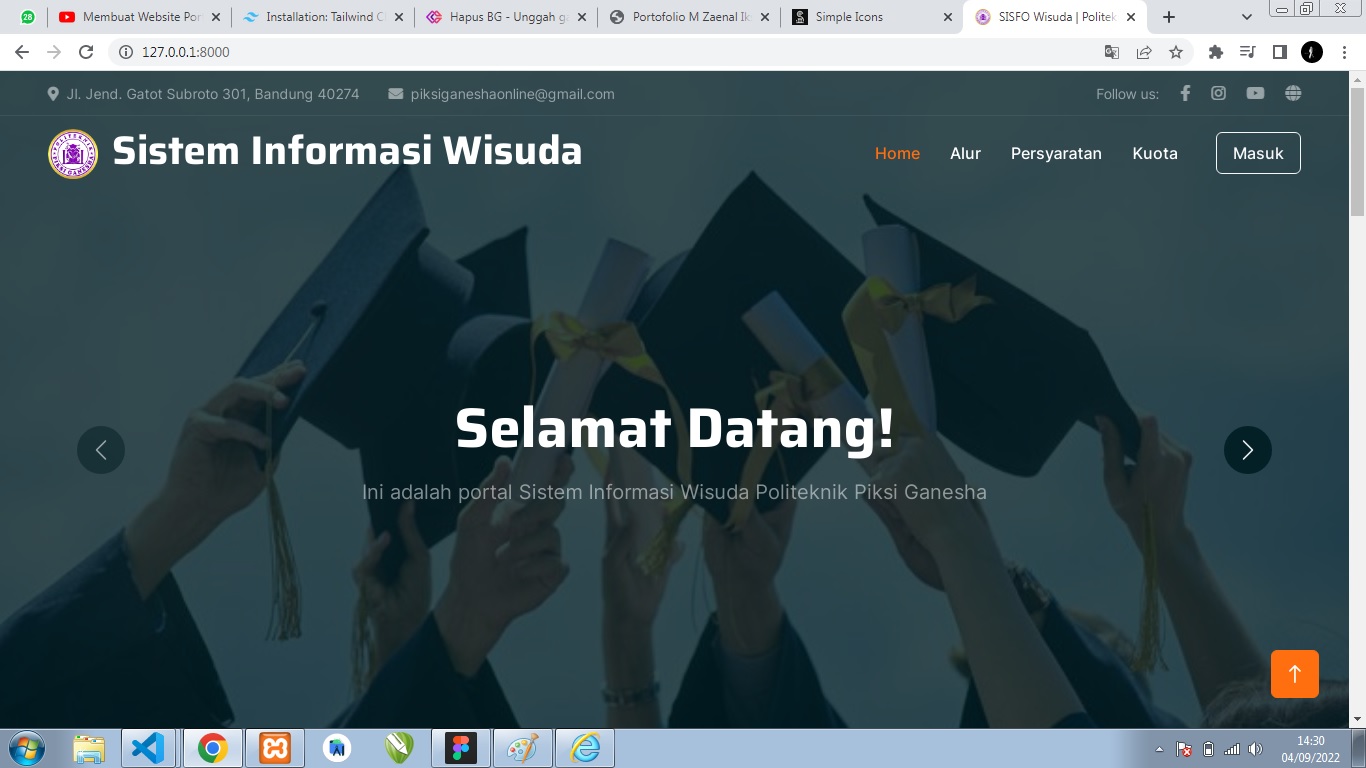 28
Membuat Website Por
Installation: Tailwind C
Hapus BG - Unggah g
Portofolio M Zaenal Ik
Simple Icons
SISFO Wisuda | Politek
127.0.0.1:8000
Jl. Jend. Gatot Subroto 301, Bandung 40274
piksiganeshaonline@gmail.com
Follow us:
POLITEKNIK
PIKSI GANESHA
Sistem Informasi Wisuda
Home
Alur
Persyaratan
Kuota
Masuk
Selamat Datang!
Ini adalah portal Sistem Informasi Wisuda Politeknik Piksi Ganesha
14:30
04/09/2022